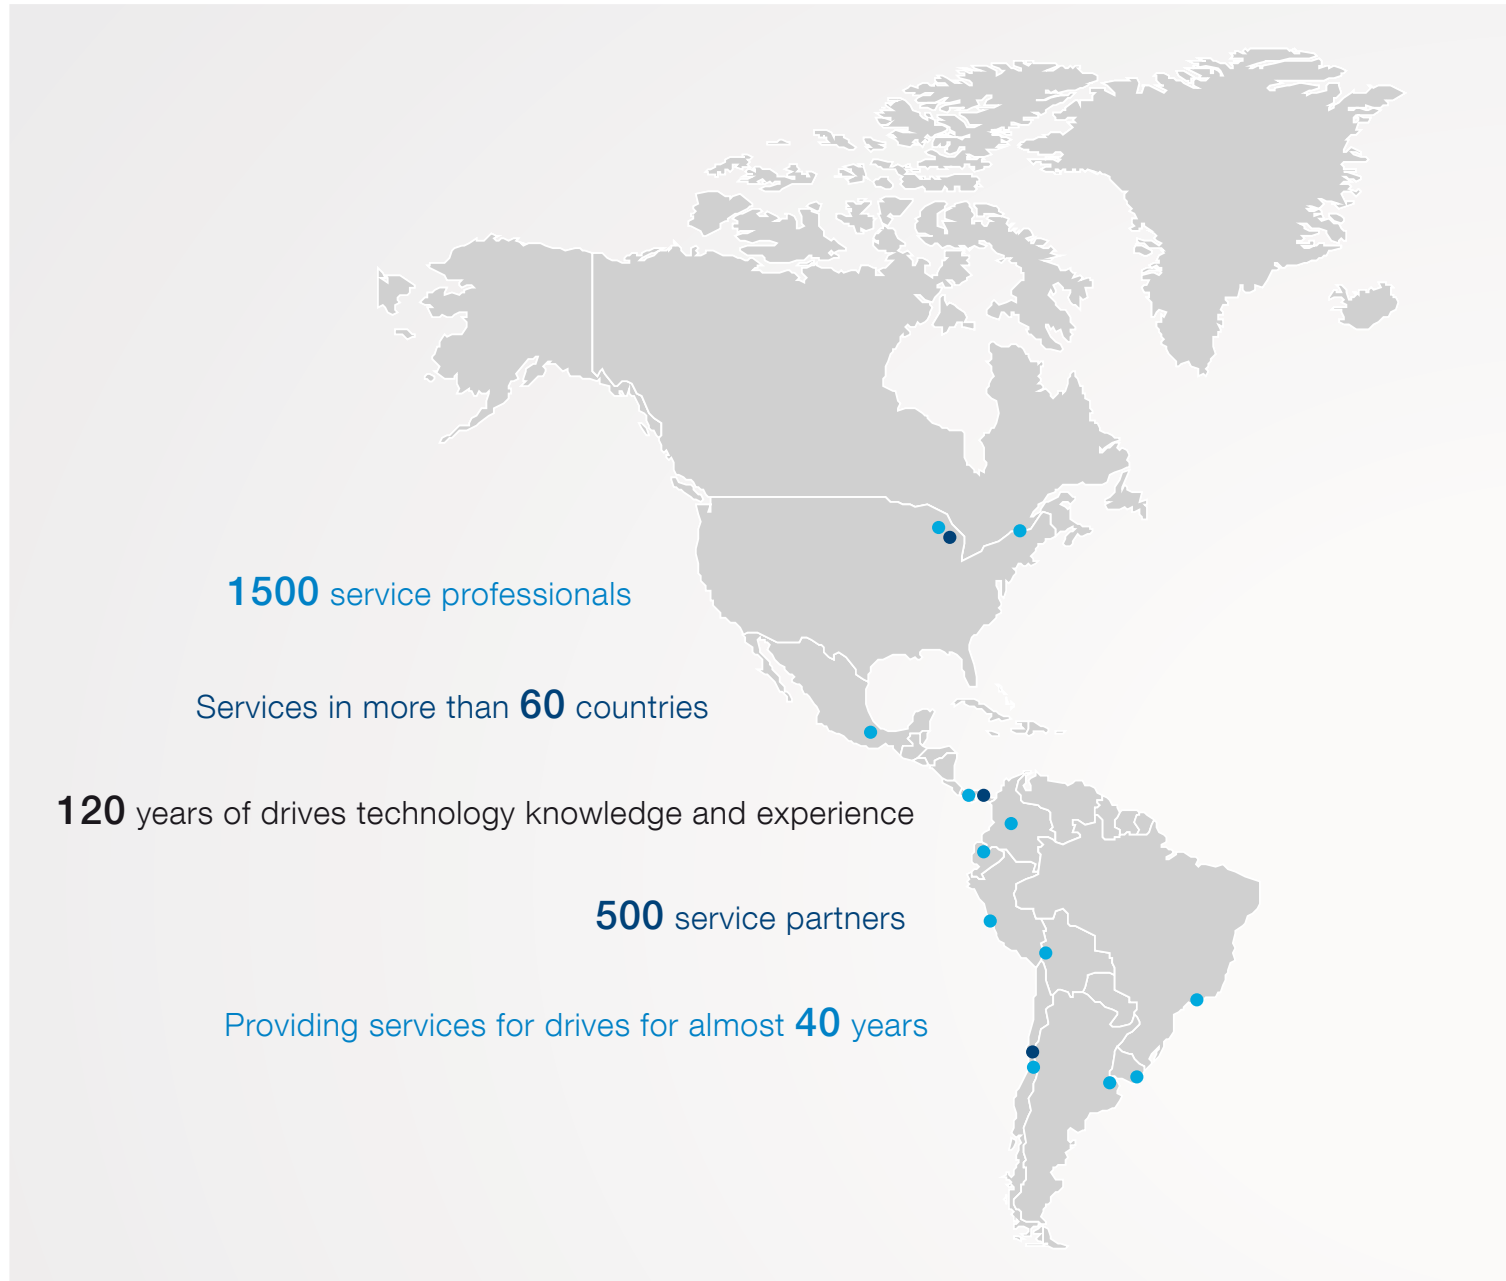 1500 service professionals
Services in more than 60 countries
120 years of drives technology knowledge and experience
500 service partners
Providing services for drives for almost 40 years